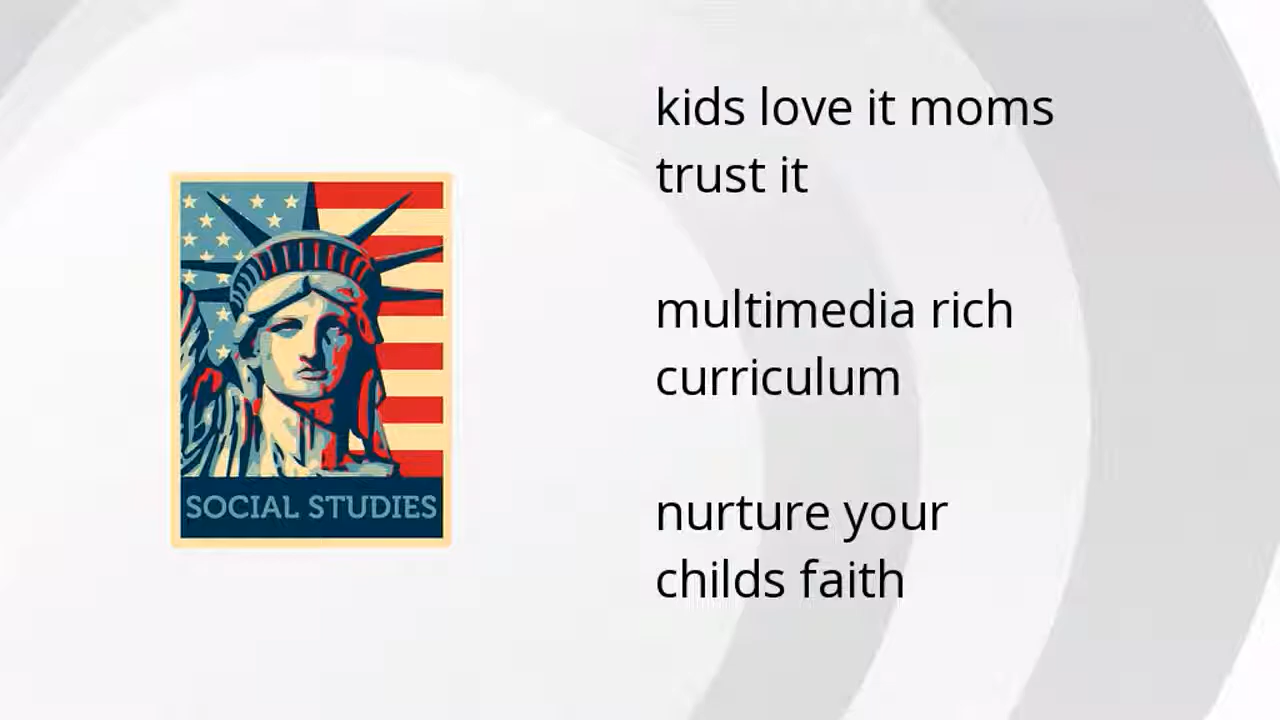 SOCIAL STUDIES
kids love it moms
trust it
multimedia rich
curriculum
nurture your
childs faith